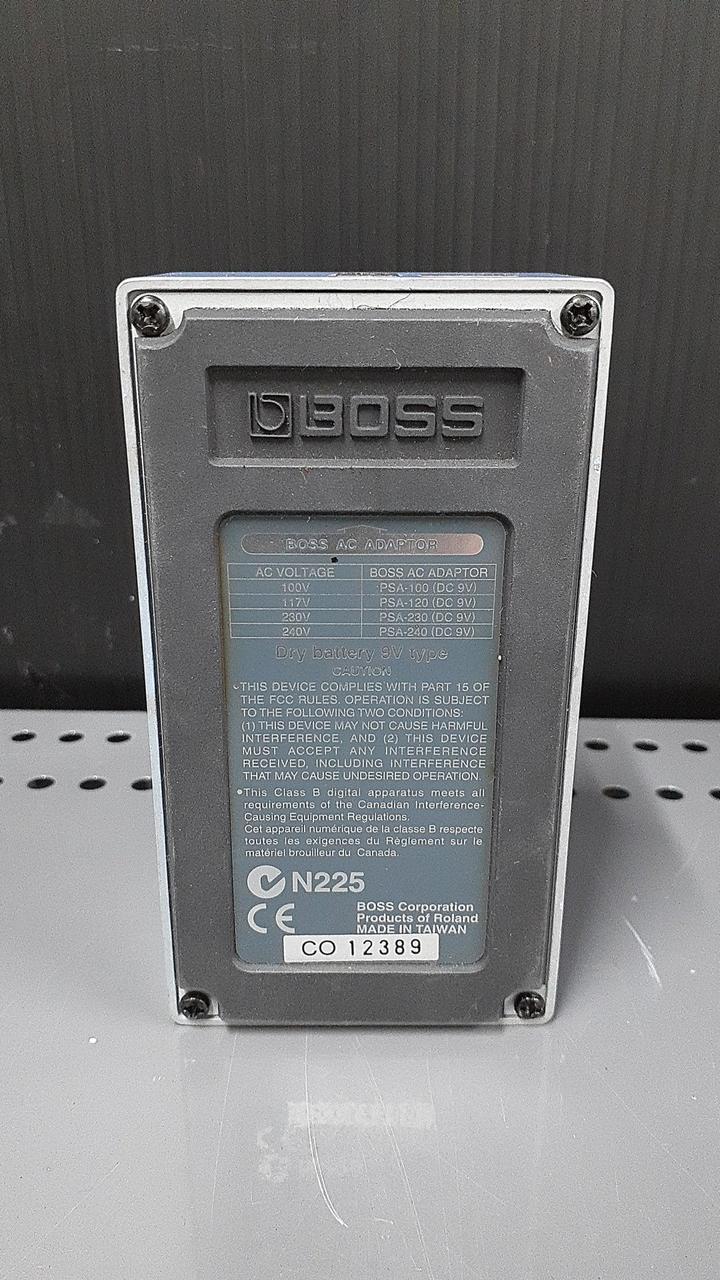 BOSS
BOSS AC ADAPTOR
AC VOLTAGE BOSS AC ADAPTOR
100V PSA-100 (DC 9V)
117V PSA-120 (DC 9V)
230V PSA-230 (DC 9V)
240V PSA-240 (DC 9V)
Dry battery 9V type
CAUTION
•THIS DEVICE COMPLIES WITH PART 15 OF
THE FCC RULES. OPERATION IS SUBJECT
TO THE FOLLOWING TWO CONDITIONS:
(1) THIS DEVICE MAY NOT CAUSE HARMFUL
INTERFERENCE, AND (2) THIS DEVICE
MUST ACCEPT ANY INTERFERENCE
RECEIVED, INCLUDING INTERFERENCE
THAT MAY CAUSE UNDESIRED OPERATION.
•This Class B digital apparatus meets all
requirements of the Canadian Interference-
Causing Equipment Regulations.
Cet appareil numérique de la classe B respecte
toutes les exigences du Règlement sur le
matériel brouilleur du Canada.
N225
CE
BOSS Corporation
Products of Roland
MADE IN TAIWAN
CO 12389